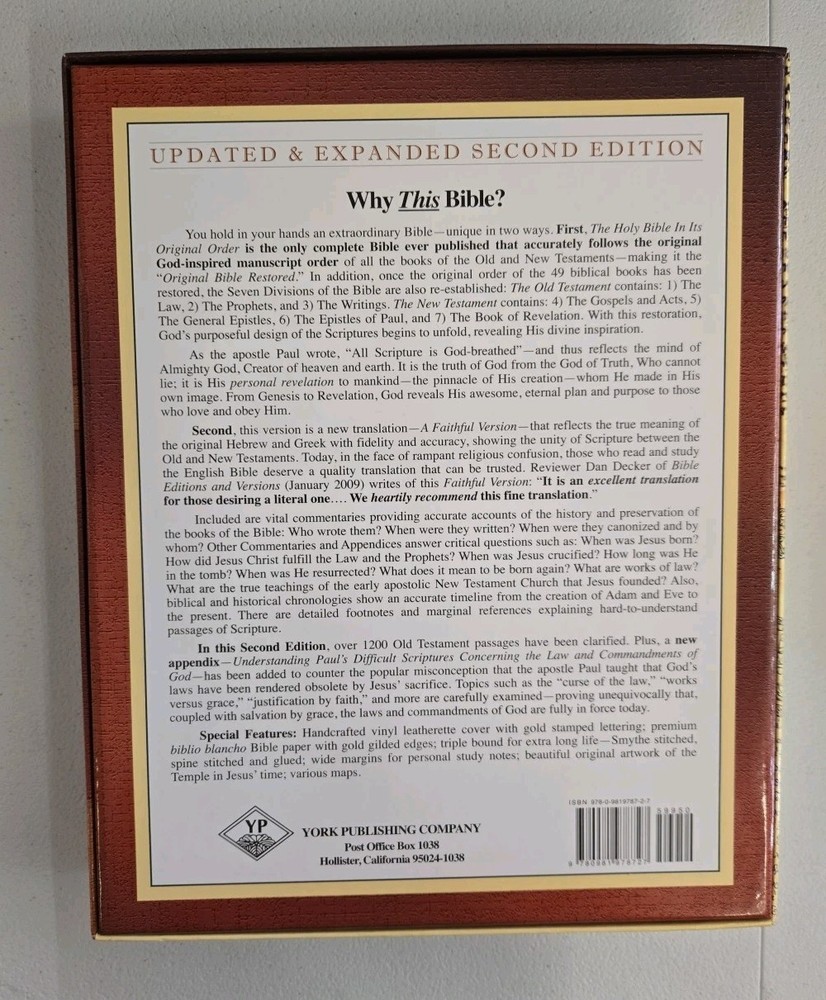 UPDATED & EXPANDED SECOND EDITION
Why This Bible?
You hold in your hands an extraordinary Bible—unique in two ways. First, The Holy Bible In Its
Original Order is the only complete Bible ever published that accurately follows the original
God-inspired manuscript order of all the books of the Old and New Testaments—making it the
“Original Bible Restored.” In addition, once the original order of the 49 biblical books has been
restored, the Seven Divisions of the Bible are also re-established: The Old Testament contains: 1) The
Law, 2) The Prophets, and 3) The Writings. The New Testament contains: 4) The Gospels and Acts, 5)
The General Epistles, 6) The Epistles of Paul, and 7) The Book of Revelation. With this restoration,
God’s purposeful design of the Scriptures begins to unfold, revealing His divine inspiration.
As the apostle Paul wrote, “All Scripture is God-breathed”—and thus reflects the mind of
Almighty God, Creator of heaven and earth. It is the truth of God from the God of Truth, Who cannot
lie; it is His personal revelation to mankind—the pinnacle of His creation—whom He made in His
own image. From Genesis to Revelation, God reveals His awesome, eternal plan and purpose to those
who love and obey Him.
Second, this version is a new translation—A Faithful Version—that reflects the true meaning of
the original Hebrew and Greek with fidelity and accuracy, showing the unity of Scripture between the
Old and New Testaments. Today, in the face of rampant religious confusion, those who read and study
the English Bible deserve a quality translation that can be trusted. Reviewer Dan Decker of Bible
Editions and Versions (January 2009) writes of this Faithful Version: “It is an excellent translation
for those desiring a literal one.... We heartily recommend this fine translation.”
Included are vital commentaries providing accurate accounts of the history and preservation of
the books of the Bible: Who wrote them? When were they written? When were they canonized and by
whom? Other Commentaries and Appendices answer critical questions such as: When was Jesus born?
How did Jesus Christ fulfill the Law and the Prophets? When was Jesus crucified? How long was He
in the tomb? When was He resurrected? What does it mean to be born again? What are works of law?
What are the true teachings of the early apostolic New Testament Church that Jesus founded? Also,
biblical and historical chronologies show an accurate timeline from the creation of Adam and Eve to
the present. There are detailed footnotes and marginal references explaining hard-to-understand
passages of Scripture.
In this Second Edition, over 1200 Old Testament passages have been clarified. Plus, a new
appendix—Understanding Paul’s Difficult Scriptures Concerning the Law and Commandments of
God—has been added to counter the popular misconception that the apostle Paul taught that God’s
laws have been rendered obsolete by Jesus’ sacrifice. Topics such as the “curse of the law,” “works
versus grace,” “justification by faith,” and more are carefully examined—proving unequivocally that,
coupled with salvation by grace, the laws and commandments of God are fully in force today.
Special Features: Handcrafted vinyl leatherette cover with gold stamped lettering; premium
biblio blancho Bible paper with gold gilded edges; triple bound for extra long life—Smythe stitched,
spine stitched and glued; wide margins for personal study notes; beautiful original artwork of the
Temple in Jesus’ time; various maps.
YP
YORK PUBLISHING COMPANY
Post Office Box 1038
Hollister, California 95024-1038
ISBN 978-0-9819787-2-7
59950
9 780981 978727